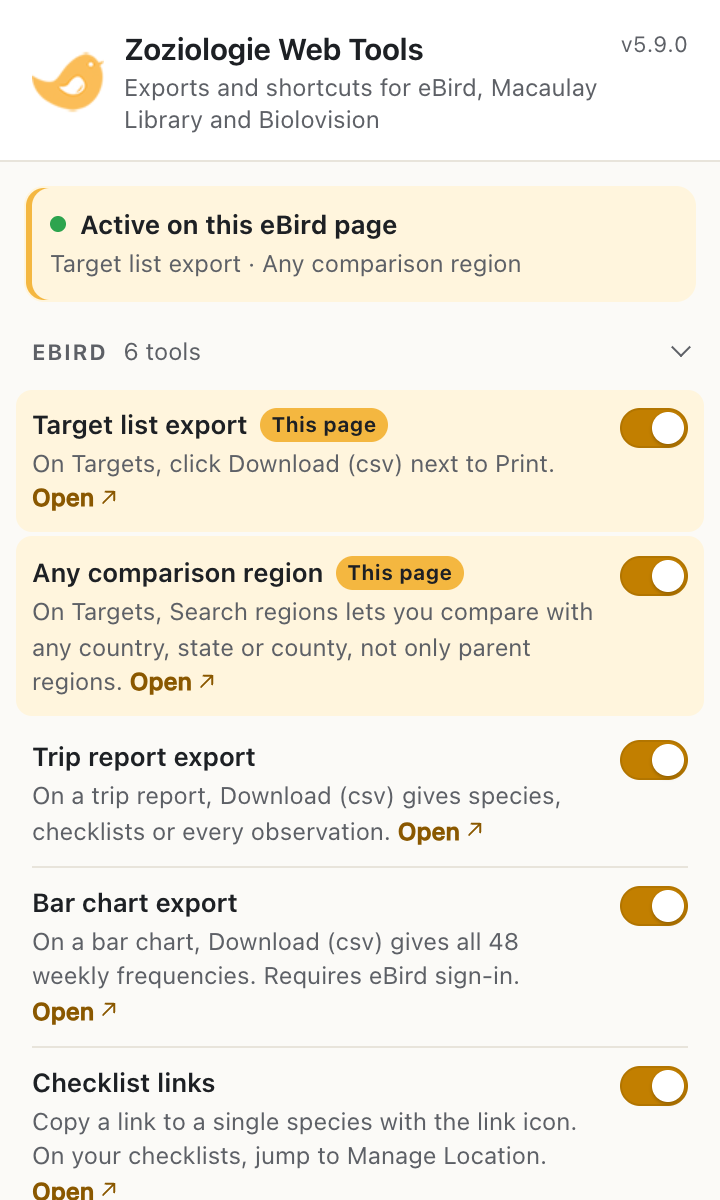 Zoziologie Web Tools
v5.9.0
Exports and shortcuts for eBird, Macaulay
Library and Biolovision
Active on this eBird page
Target list export · Any comparison region
EBIRD 6 tools
Target list export This page
On Targets, click Download (csv) next to Print.
Open ↗
Any comparison region This page
On Targets, Search regions lets you compare with
any country, state or county, not only parent
regions. Open ↗
Trip report export
On a trip report, Download (csv) gives species,
checklists or every observation. Open ↗
Bar chart export
On a bar chart, Download (csv) gives all 48
weekly frequencies. Requires eBird sign-in.
Open ↗
Checklist links
Copy a link to a single species with the link icon.
On your checklists, jump to Manage Location.
Open ↗